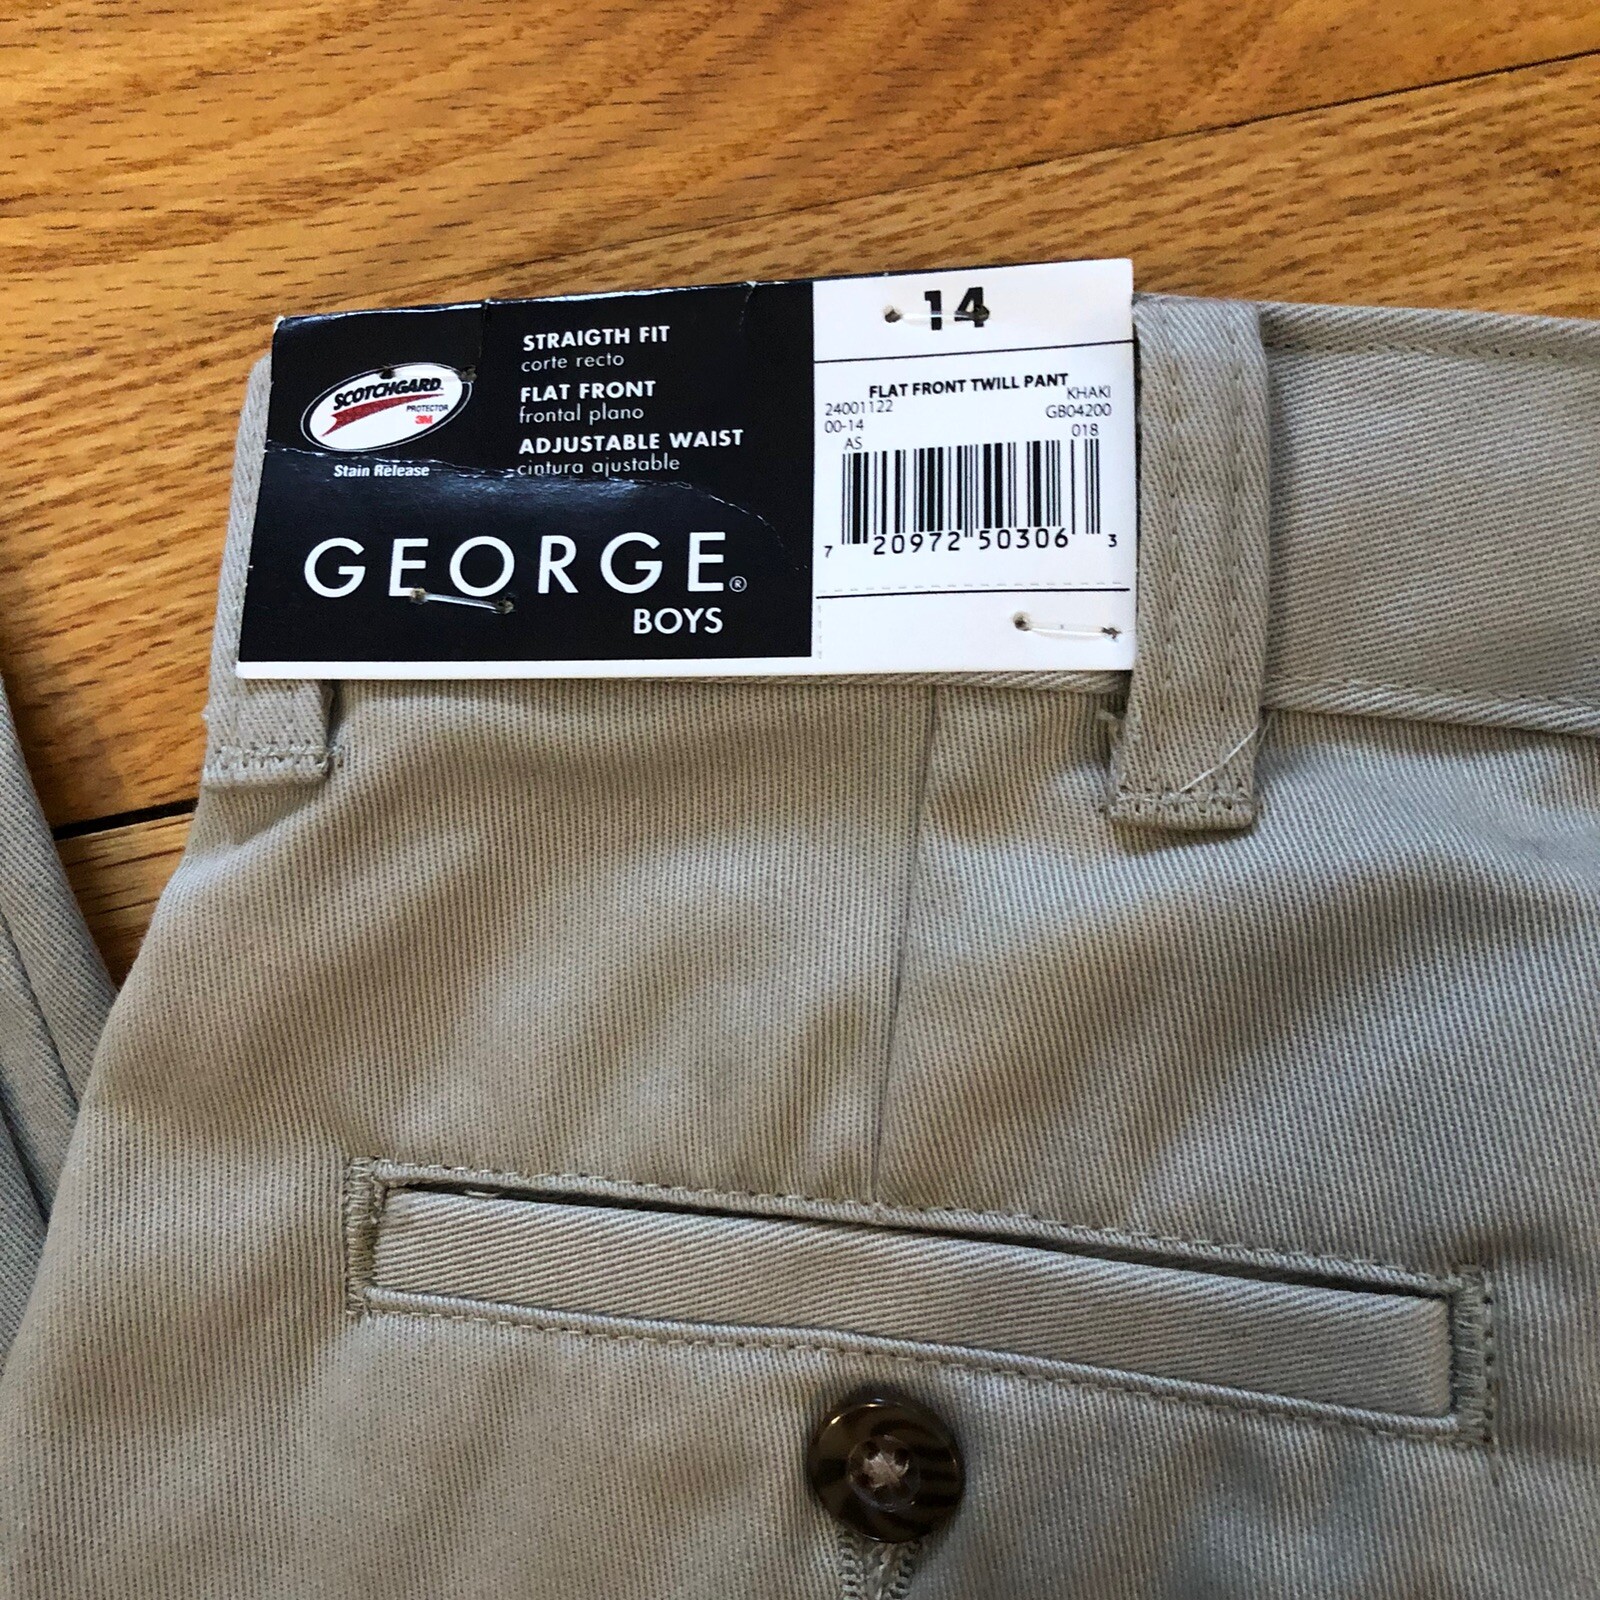 SCOTCHGARD
PROTECTOR
3M
Stain Release
STRAIGTH FIT
corte recto
FLAT FRONT
frontal plano
ADJUSTABLE WAIST
cintura ajustable
GEORGE®
BOYS
14
FLAT FRONT TWILL PANT
24001122 KHAKI
00-14 GB04200
AS 018
7 20972 50306 3